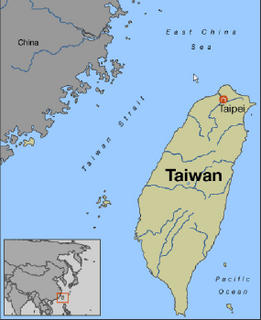 East China
Sea
China
Taipei
Taiwan Strait
Taiwan
Pacific
Ocean